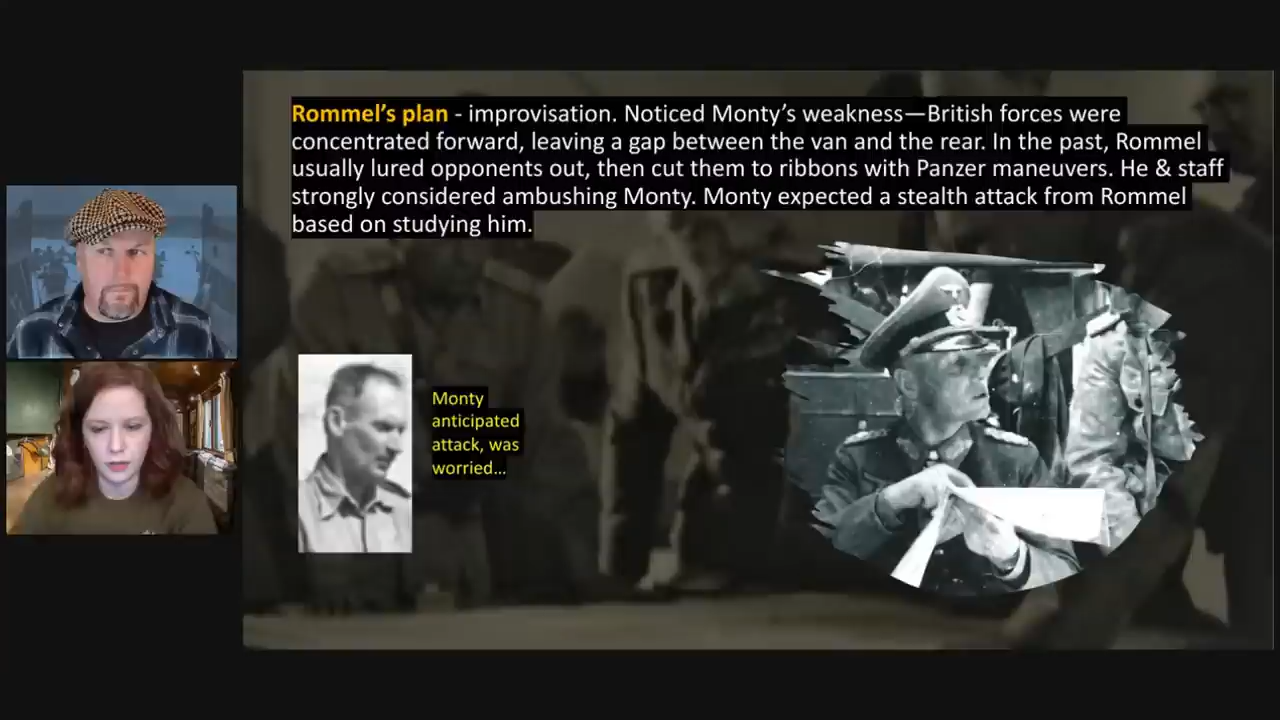 Rommel’s plan - improvisation. Noticed Monty’s weakness—British forces were
concentrated forward, leaving a gap between the van and the rear. In the past, Rommel
usually lured opponents out, then cut them to ribbons with Panzer maneuvers. He & staff
strongly considered ambushing Monty. Monty expected a stealth attack from Rommel
based on studying him.
Monty
anticipated
attack, was
worried…